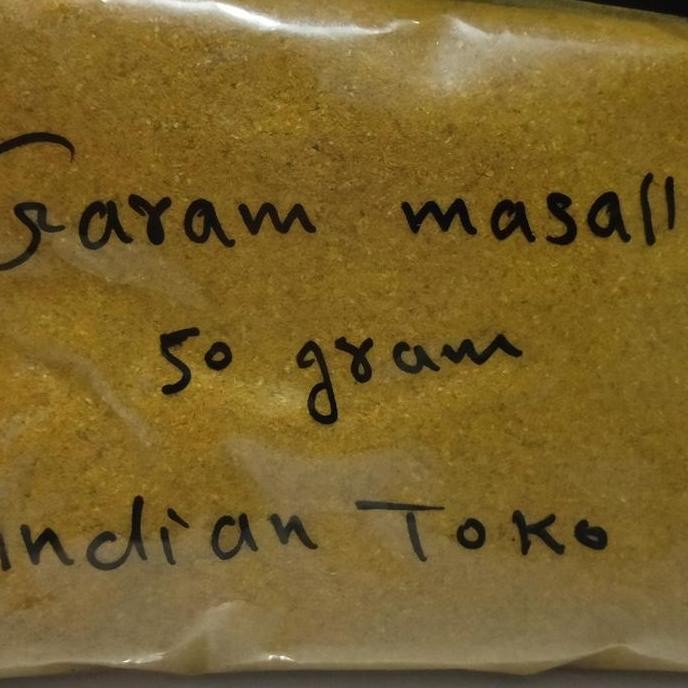 Garam masall
50 gram
indian Toko